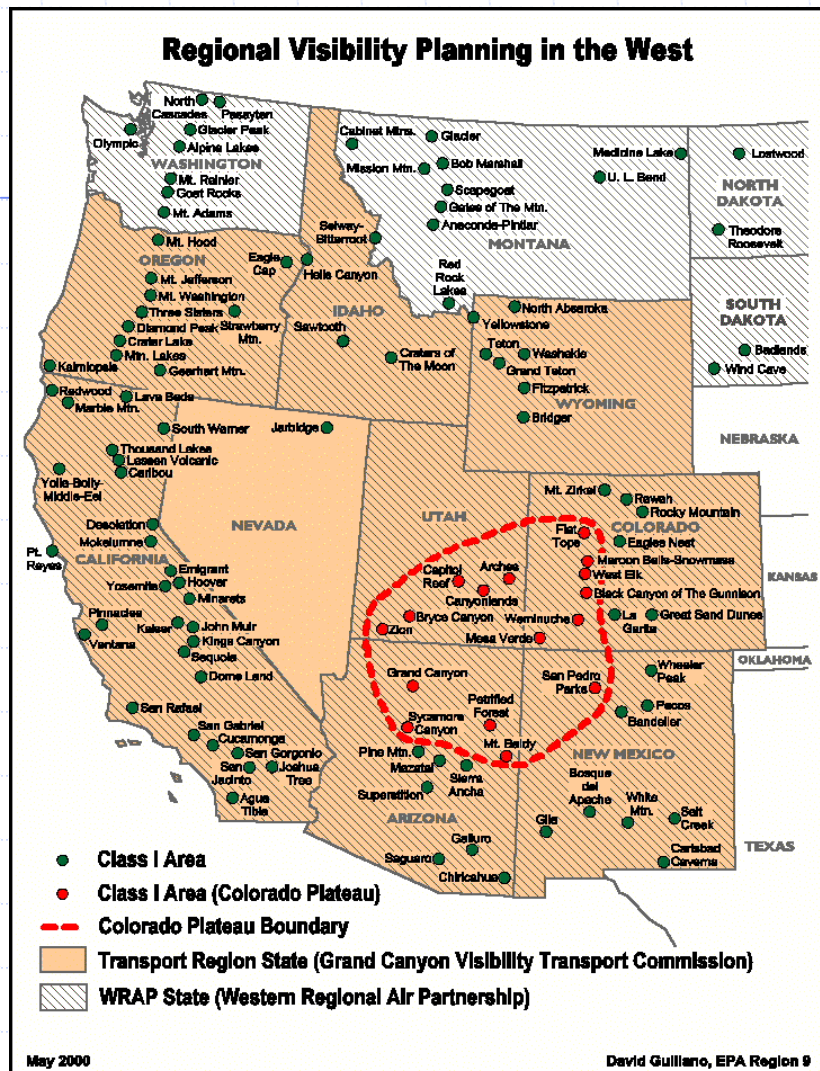 Regional Visibility Planning in the West
North
Cascades
Pasayten
Olympic
Glacier Peak
Alpine Lakes
WASHINGTON
Mt. Rainier
Goat Rocks
Mt. Adams
Cabinet Mtns.
Glacier
Mission Mtn.
Bob Marshall
Scapegoat
Gates of The Mtn.
Anaconda-Pintlar
Medicine Lake
U. L. Bend
MONTANA
Lostwood
NORTH
DAKOTA
Theodore
Roosevelt
Selway-
Bitterroot
Mt. Hood
OREGON
Eagle
Cap
Hells Canyon
Mt. Jefferson
Mt. Washington
Three Sisters
Strawberry
Mtn.
Diamond Peak
Crater Lake
Mtn. Lakes
Kalmiopsis
Gearhart Mtn.
IDAHO
Sawtooth
Craters of
The Moon
Red
Rock
Lakes
Yellowstone
North Absaroka
Teton
Washakie
Grand Teton
Fitzpatrick
WYOMING
Bridger
SOUTH
DAKOTA
Badlands
Wind Cave
NEBRASKA
Redwood
Marble Mtn.
Lava Beds
South Warner
Jarbidge
Thousand Lakes
Lassen Volcanic
Caribou
Yolla-Bolly-
Middle-Eel
Desolation
Mokelumne
NEVADA
Pt.
Reyes
CALIFORNIA
Emigrant
Hoover
Yosemite
Minarets
Pinnacles
Ventana
Kaiser
John Muir
Kings Canyon
Sequoia
Dome Land
San Rafael
San Gabriel
Cucamonga
San Gorgonio
San
Jacinto
Joshua
Tree
Agua
Tibia
UTAH
Mt. Zirkel
Rawah
Rocky Mountain
COLORADO
Flat
Tops
Eagles Nest
Maroon Bells-Snowmass
West Elk
Black Canyon of The Gunnison
KANSAS
Capitol
Reef
Arches
Canyonlands
Bryce Canyon
Zion
Weminuche
Mesa Verde
La
Garita
Great Sand Dunes
OKLAHOMA
Grand Canyon
Sycamore
Canyon
Petrified
Forest
Mt. Baldy
San Pedro
Parks
Wheeler
Peak
Pecos
Bandelier
NEW MEXICO
Pine Mtn.
Mazatal
Sierra
Ancha
Superstition
ARIZONA
Galiuro
Saguaro
Chiricahua
Bosque
del
Apache
Gila
White
Mtn.
Salt
Creek
Carlsbad
Caverns
TEXAS
Class I Area
Class I Area (Colorado Plateau)
Colorado Plateau Boundary
Transport Region State (Grand Canyon Visibility Transport Commission)
WRAP State (Western Regional Air Partnership)
May 2000
David Guiliano, EPA Region 9